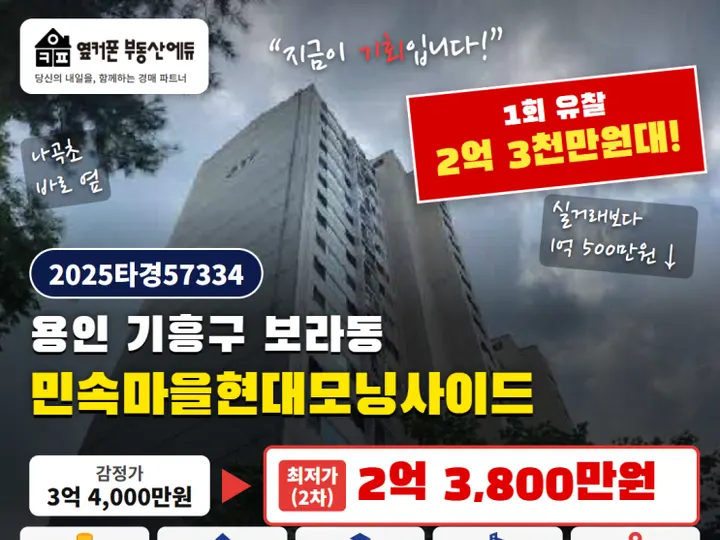 옆커폰 부동산에듀
당신의 내일을, 함께하는 경매 파트너
“지금이 기회입니다!”
1회 유찰
2억 3천만원대!
나곡초
바로 옆
실거래보다
1억 500만원 ↓
2025타경57334
용인 기흥구 보라동
민속마을현대모닝사이드
감정가
3억 4,000만원
최저가
(2차)
2억 3,800만원